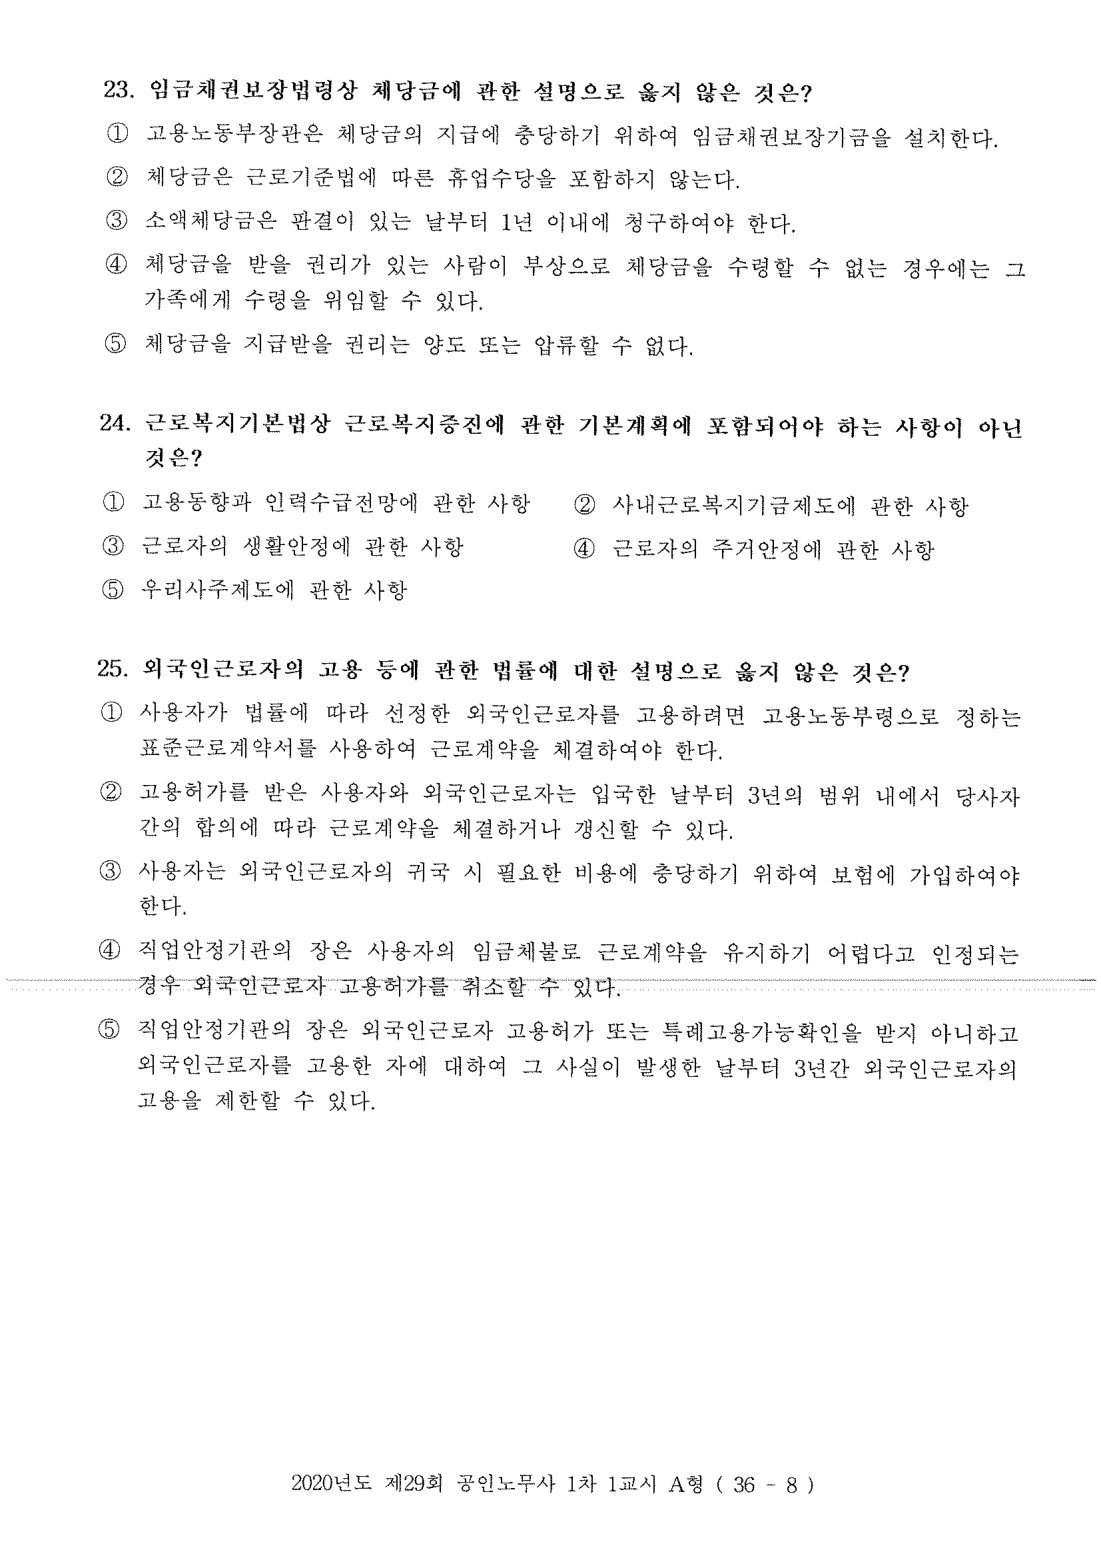 23. 임금채권보장법령상 체당금에 관한 설명으로 옳지 않은 것은?
① 고용노동부장관은 체당금의 지급에 충당하기 위하여 임금채권보장기금을 설치한다.
② 체당금은 근로기준법에 따른 휴업수당을 포함하지 않는다.
③ 소액체당금은 판결이 있는 날부터 1년 이내에 청구하여야 한다.
④ 체당금을 받을 권리가 있는 사람이 부상으로 체당금을 수령할 수 없는 경우에는 그
가족에게 수령을 위임할 수 있다.
⑤ 체당금을 지급받을 권리는 양도 또는 압류할 수 없다.
24. 근로복지기본법상 근로복지증진에 관한 기본계획에 포함되어야 하는 사항이 아닌
것은?
① 고용동향과 인력수급전망에 관한 사항 ② 사내근로복지기금제도에 관한 사항
③ 근로자의 생활안정에 관한 사항 ④ 근로자의 주거안정에 관한 사항
⑤ 우리사주제도에 관한 사항
25. 외국인근로자의 고용 등에 관한 법률에 대한 설명으로 옳지 않은 것은?
① 사용자가 법률에 따라 선정한 외국인근로자를 고용하려면 고용노동부령으로 정하는
표준근로계약서를 사용하여 근로계약을 체결하여야 한다.
② 고용허가를 받은 사용자와 외국인근로자는 입국한 날부터 3년의 범위 내에서 당사자
간의 합의에 따라 근로계약을 체결하거나 갱신할 수 있다.
③ 사용자는 외국인근로자의 귀국 시 필요한 비용에 충당하기 위하여 보험에 가입하여야
한다.
④ 직업안정기관의 장은 사용자의 임금체불로 근로계약을 유지하기 어렵다고 인정되는
경우 외국인근로자 고용허가를 취소할 수 있다.
⑤ 직업안정기관의 장은 외국인근로자 고용허가 또는 특례고용가능확인을 받지 아니하고
외국인근로자를 고용한 자에 대하여 그 사실이 발생한 날부터 3년간 외국인근로자의
고용을 제한할 수 있다.
2020년도 제29회 공인노무사 1차 1교시 A형 ( 36 - 8 )